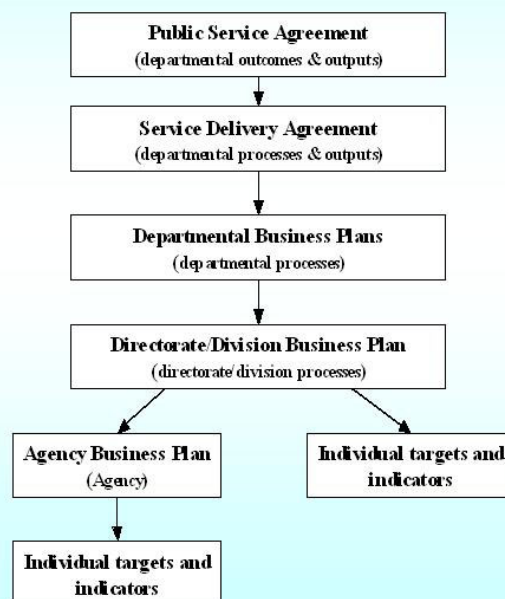 Public Service Agreement
(departmental outcomes & outputs)
Service Delivery Agreement
(departmental processes & outputs)
Departmental Business Plans
(departmental processes)
Directorate/Division Business Plan
(directorate/division processes)
Agency Business Plan
(Agency)
Individual targets and
indicators
Individual targets and
indicators